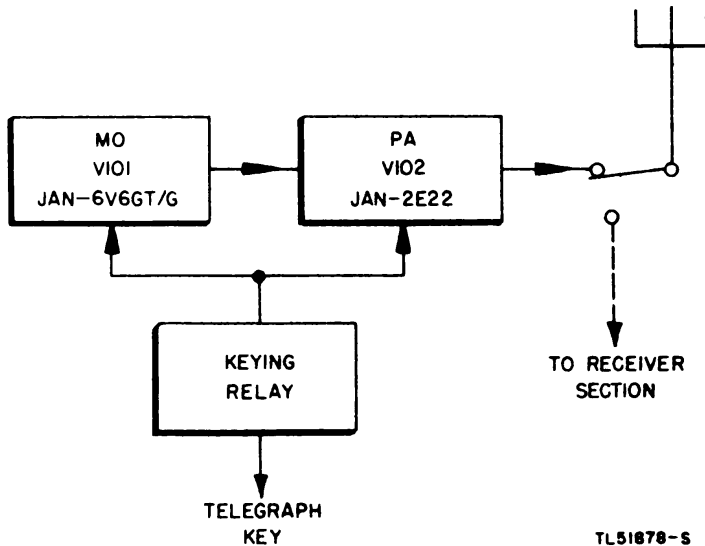 MO
V101
JAN-6V6GT/G
PA
V102
JAN-2E22
KEYING
RELAY
TO RECEIVER
SECTION
TELEGRAPH
KEY
TL51878-S